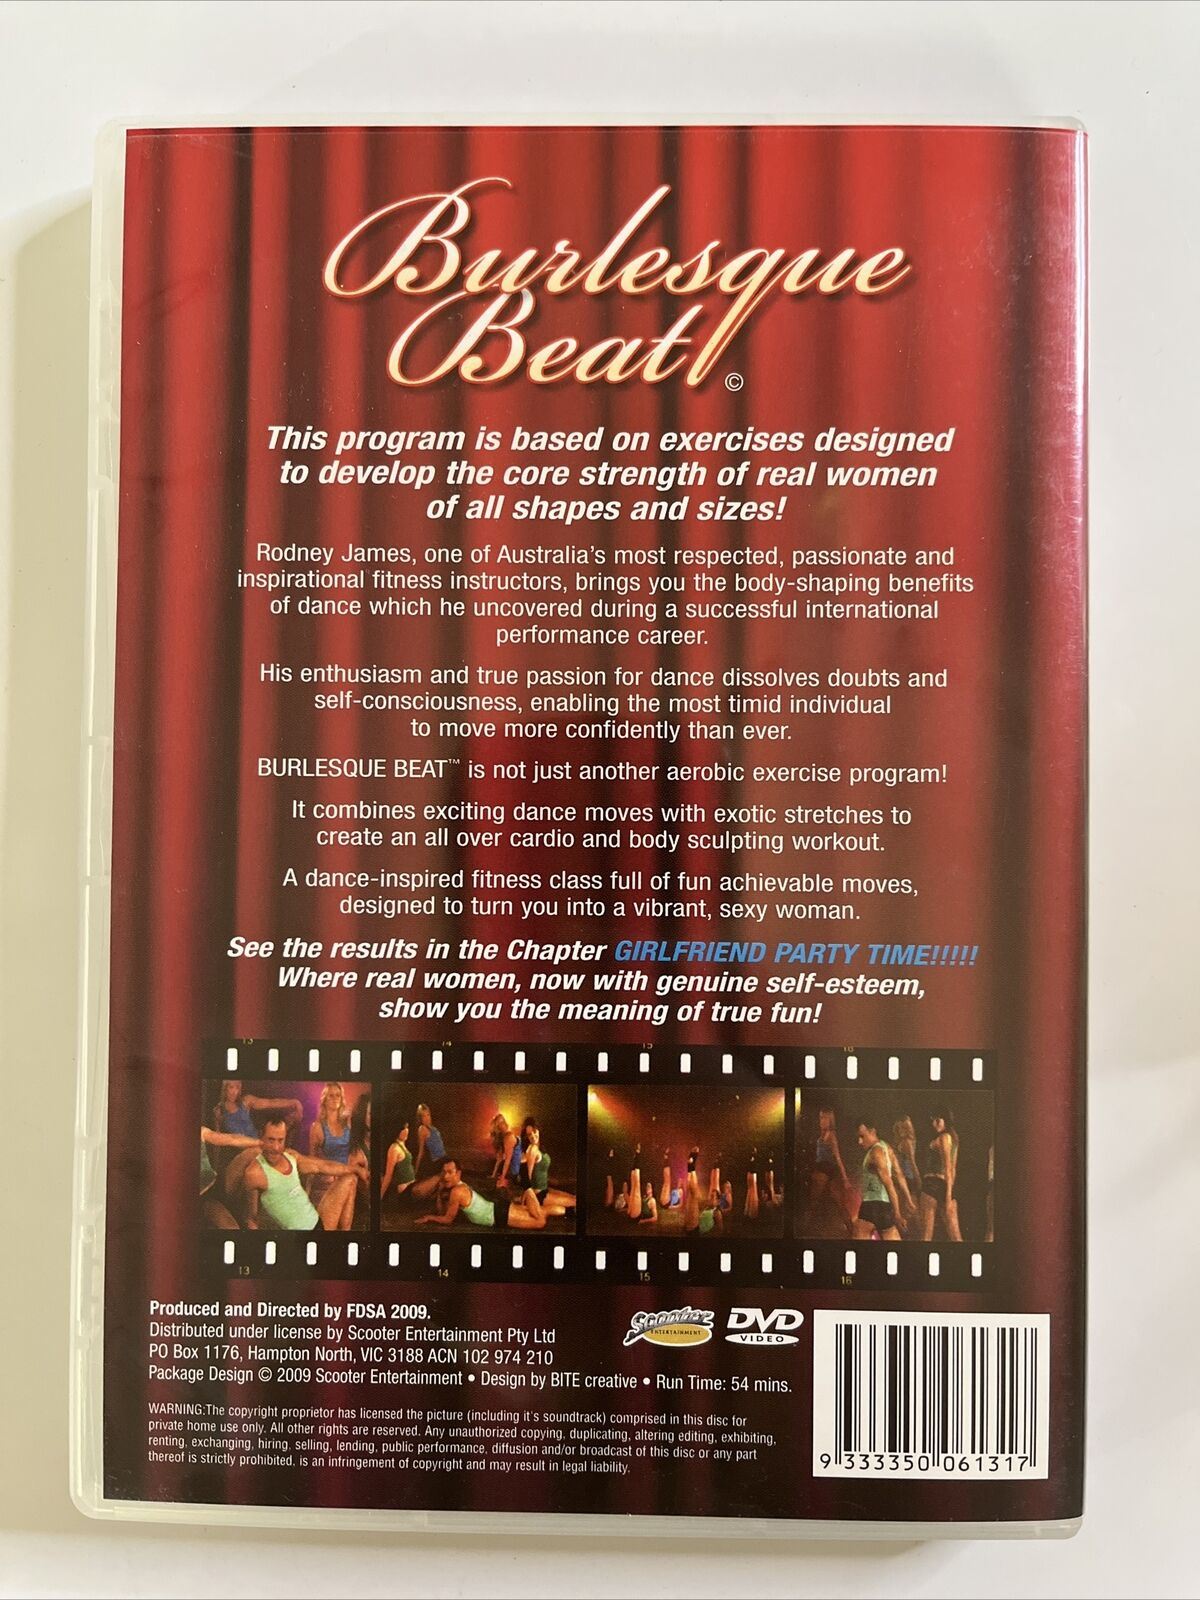 Burlesque
Beat
©
This program is based on exercises designed
to develop the core strength of real women
of all shapes and sizes!
Rodney James, one of Australia's most respected, passionate and
inspirational fitness instructors, brings you the body-shaping benefits
of dance which he uncovered during a successful international
performance career.
His enthusiasm and true passion for dance dissolves doubts and
self-consciousness, enabling the most timid individual
to move more confidently than ever.
BURLESQUE BEAT™ is not just another aerobic exercise program!
It combines exciting dance moves with exotic stretches to
create an all over cardio and body sculpting workout.
A dance-inspired fitness class full of fun achievable moves,
designed to turn you into a vibrant, sexy woman.
See the results in the Chapter GIRLFRIEND PARTY TIME!!!!!
Where real women, now with genuine self-esteem,
show you the meaning of true fun!
13 14 15 16
13 14 15 16
Produced and Directed by FDSA 2009.
Distributed under license by Scooter Entertainment Pty Ltd
PO Box 1176, Hampton North, VIC 3188 ACN 102 974 210
Package Design © 2009 Scooter Entertainment • Design by BITE creative • Run Time: 54 mins.
Scooter
ENTERTAINMENT
DVD
VIDEO
WARNING:The copyright proprietor has licensed the picture (including it's soundtrack) comprised in this disc for
private home use only. All other rights are reserved. Any unauthorized copying, duplicating, altering editing, exhibiting,
renting, exchanging, hiring, selling, lending, public performance, diffusion and/or broadcast of this disc or any part
thereof is strictly prohibited, is an infringement of copyright and may result in legal liability.
9 333350 061317